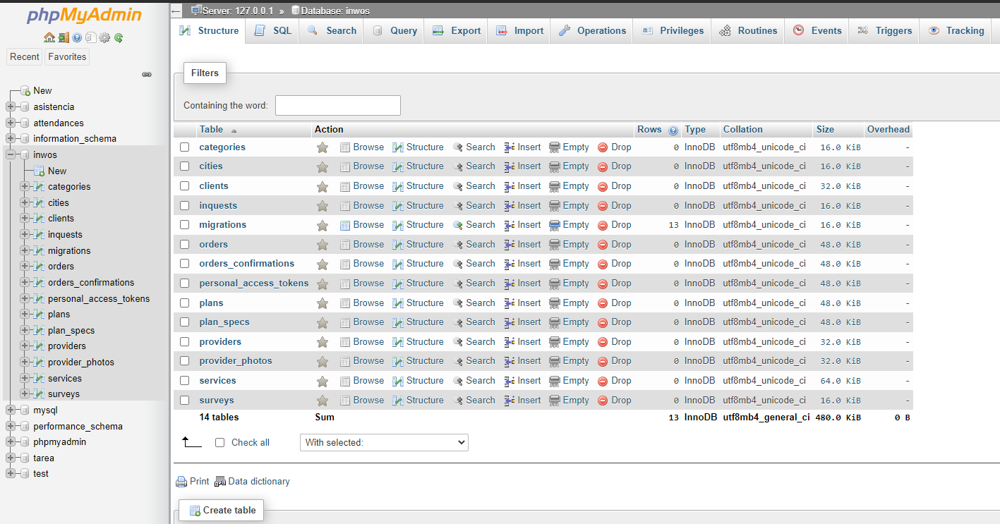 phpMyAdmin
Recent Favorites
New
asistencia
attendances
information_schema
inwos
New
categories
cities
clients
inquests
migrations
orders
orders_confirmations
personal_access_tokens
plans
plan_specs
providers
provider_photos
services
surveys
mysql
performance_schema
phpmyadmin
tarea
test
Server: 127.0.0.1 » Database: inwos
Structure SQL Search Query Export Import Operations Privileges Routines Events Triggers Tracking
Filters
Containing the word:
Table Action Rows Type Collation Size Overhead
categories Browse Structure Search Insert Empty Drop 0 InnoDB utf8mb4_unicode_ci 16.0 KiB -
cities Browse Structure Search Insert Empty Drop 0 InnoDB utf8mb4_unicode_ci 16.0 KiB -
clients Browse Structure Search Insert Empty Drop 0 InnoDB utf8mb4_unicode_ci 32.0 KiB -
inquests Browse Structure Search Insert Empty Drop 0 InnoDB utf8mb4_unicode_ci 16.0 KiB -
migrations Browse Structure Search Insert Empty Drop 13 InnoDB utf8mb4_unicode_ci 16.0 KiB -
orders Browse Structure Search Insert Empty Drop 0 InnoDB utf8mb4_unicode_ci 48.0 KiB -
orders_confirmations Browse Structure Search Insert Empty Drop 0 InnoDB utf8mb4_unicode_ci 48.0 KiB -
personal_access_tokens Browse Structure Search Insert Empty Drop 0 InnoDB utf8mb4_unicode_ci 48.0 KiB -
plans Browse Structure Search Insert Empty Drop 0 InnoDB utf8mb4_unicode_ci 48.0 KiB -
plan_specs Browse Structure Search Insert Empty Drop 0 InnoDB utf8mb4_unicode_ci 48.0 KiB -
providers Browse Structure Search Insert Empty Drop 0 InnoDB utf8mb4_unicode_ci 32.0 KiB -
provider_photos Browse Structure Search Insert Empty Drop 0 InnoDB utf8mb4_unicode_ci 32.0 KiB -
services Browse Structure Search Insert Empty Drop 0 InnoDB utf8mb4_unicode_ci 64.0 KiB -
surveys Browse Structure Search Insert Empty Drop 0 InnoDB utf8mb4_unicode_ci 16.0 KiB -
14 tables Sum 13 InnoDB utf8mb4_general_ci 480.0 KiB 0 B
Check all With selected:
Print Data dictionary
Create table